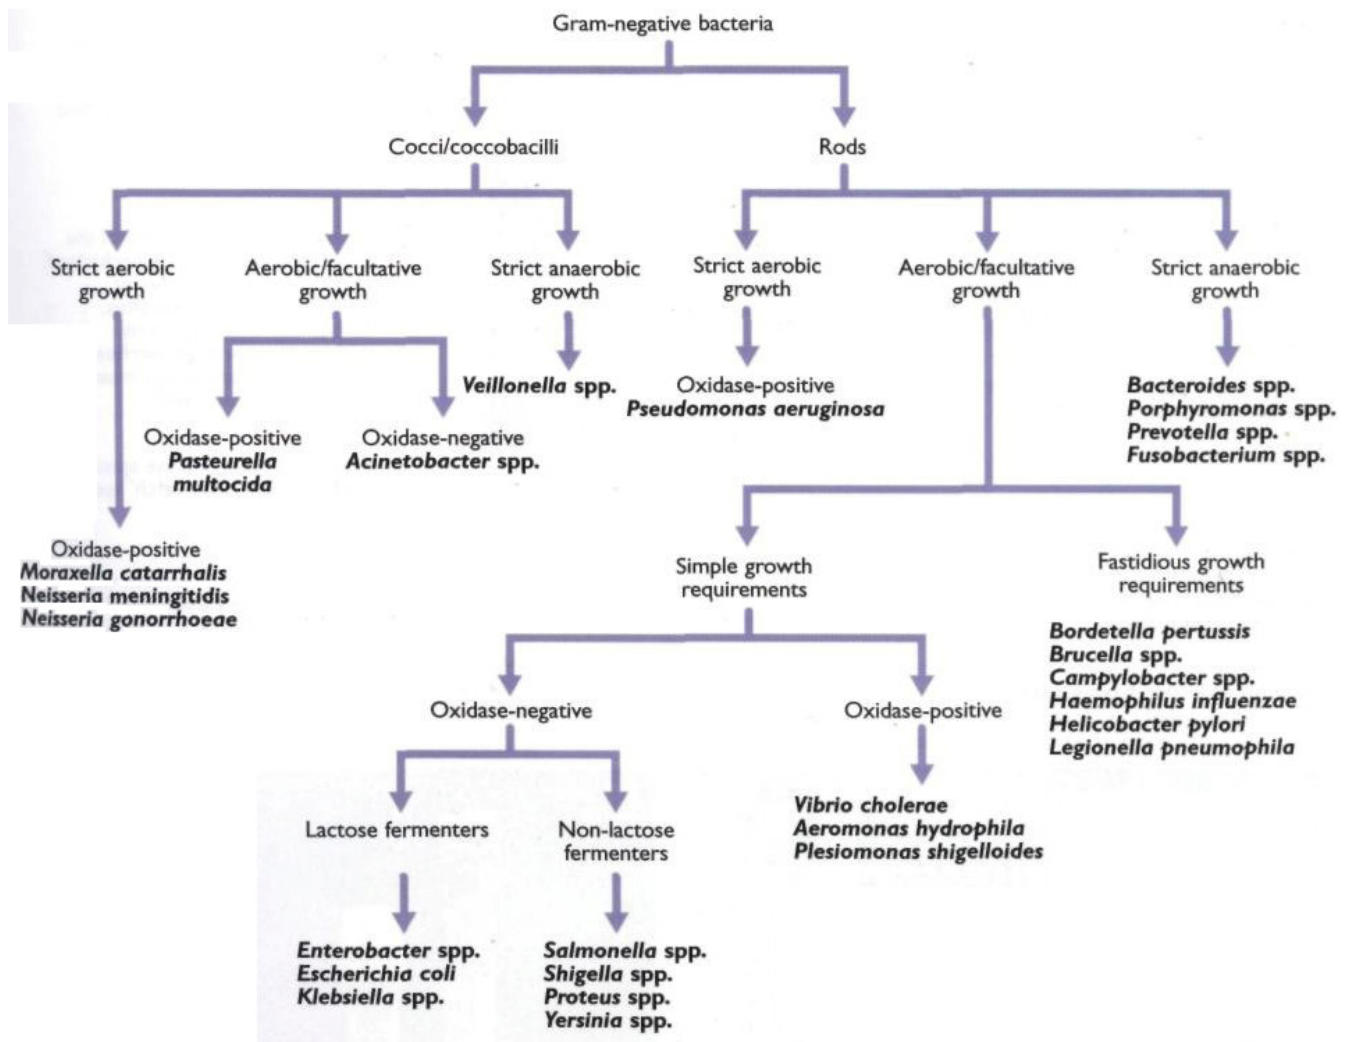 Gram-negative bacteria
Cocci/coccobacilli
Rods
Strict aerobic
growth
Aerobic/facultative
growth
Strict anaerobic
growth
Strict aerobic
growth
Aerobic/facultative
growth
Strict anaerobic
growth
Veillonella spp.
Oxidase-positive
Pseudomonas aeruginosa
Bacteroides spp.
Porphyromonas spp.
Prevotella spp.
Fusobacterium spp.
Oxidase-positive
Pasteurella
multocida
Oxidase-negative
Acinetobacter spp.
Oxidase-positive
Moraxella catarrhalis
Neisseria meningitidis
Neisseria gonorrhoeae
Simple growth
requirements
Fastidious growth
requirements
Bordetella pertussis
Brucella spp.
Campylobacter spp.
Haemophilus influenzae
Helicobacter pylori
Legionella pneumophila
Oxidase-negative
Oxidase-positive
Vibrio cholerae
Aeromonas hydrophila
Plesiomonas shigelloides
Lactose fermenters
Non-lactose
fermenters
Enterobacter spp.
Escherichia coli
Klebsiella spp.
Salmonella spp.
Shigella spp.
Proteus spp.
Yersinia spp.